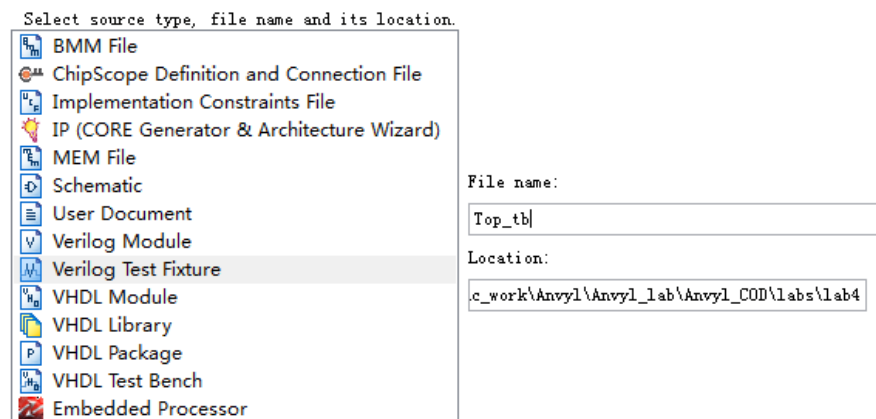 Select source type, file name and its location.
BMM File
ChipScope Definition and Connection File
Implementation Constraints File
IP (CORE Generator & Architecture Wizard)
MEM File
Schematic
User Document
Verilog Module
Verilog Test Fixture
VHDL Module
VHDL Library
VHDL Package
VHDL Test Bench
Embedded Processor
File name:
Top_tb
Location:
.c_work\Anvyl\Anvyl_lab\Anvyl_COD\labs\lab4